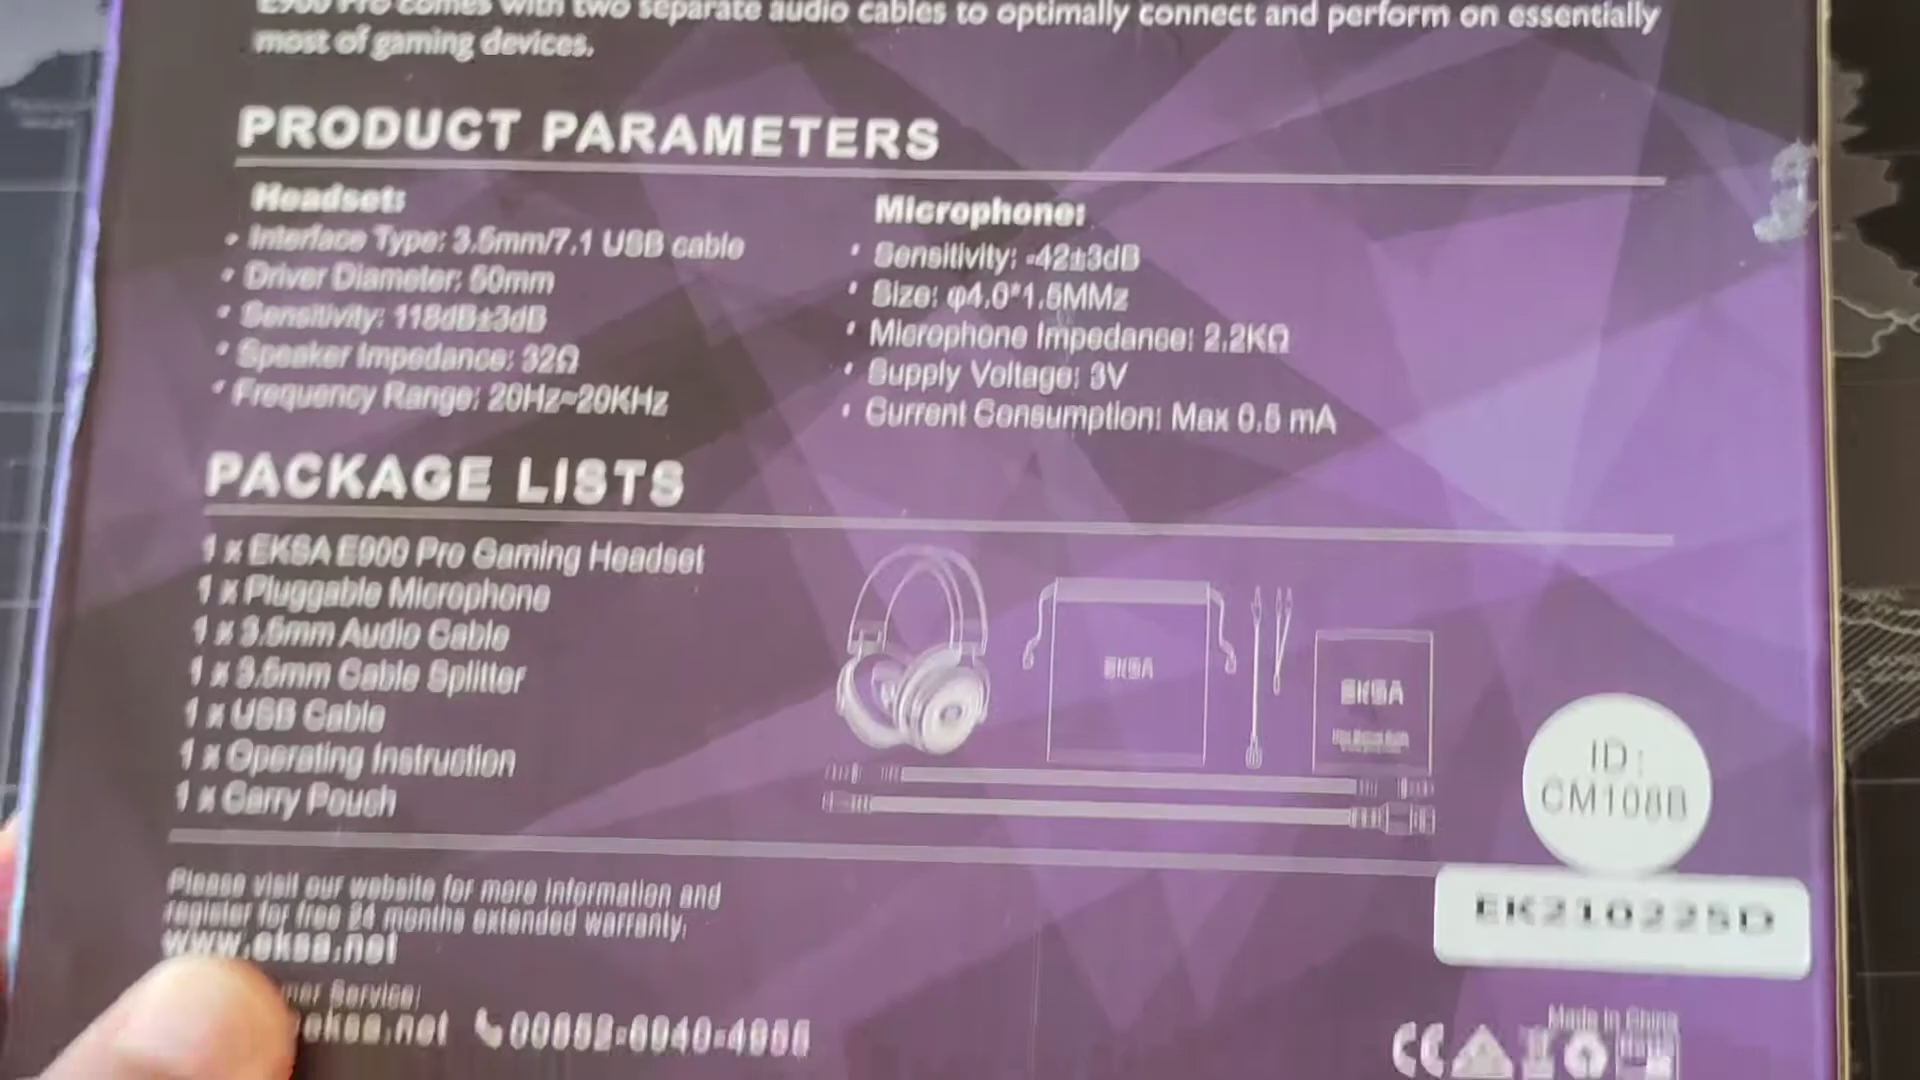 E900 Pro comes with two separate audio cables to optimally connect and perform on essentially
most of gaming devices.
PRODUCT PARAMETERS
Headset:
• Interface Type: 3.5mm/7.1 USB cable
• Driver Diameter: 50mm
• Sensitivity: 118dB±3dB
• Speaker Impedance: 32Ω
• Frequency Range: 20Hz~20KHz
Microphone:
• Sensitivity: -42±3dB
• Size: φ4.0*1.5MMz
• Microphone Impedance: 2.2KΩ
• Supply Voltage: 3V
• Current Consumption: Max 0.5 mA
PACKAGE LISTS
1 x EKSA E900 Pro Gaming Headset
1 x Pluggable Microphone
1 x 3.5mm Audio Cable
1 x 3.5mm Cable Splitter
1 x USB Cable
1 x Operating Instruction
1 x Carry Pouch
EKSA
EKSA
ID:
CM108B
EK210225D
Please visit our website for more information and
register for free 24 months extended warranty.
www.eksa.net
Service:
eksa.net
Made in China
CE